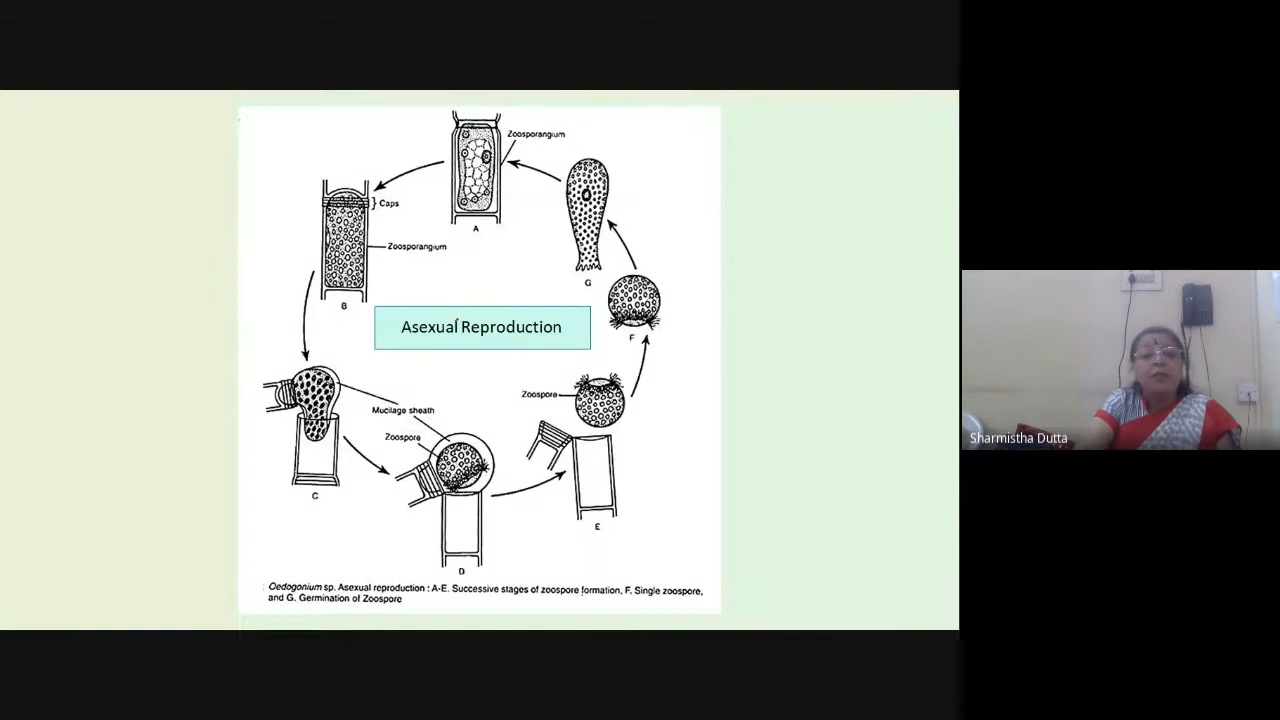 Zoosporangium
A
} Caps
Zoosporangium
B
G
Asexual Reproduction
F
Zoospore
Mucilage sheath
Zoospore
C
E
D
Oedogonium sp. Asexual reproduction : A-E. Successive stages of zoospore formation, F. Single zoospore,
and G. Germination of Zoospore
Sharmistha Dutta